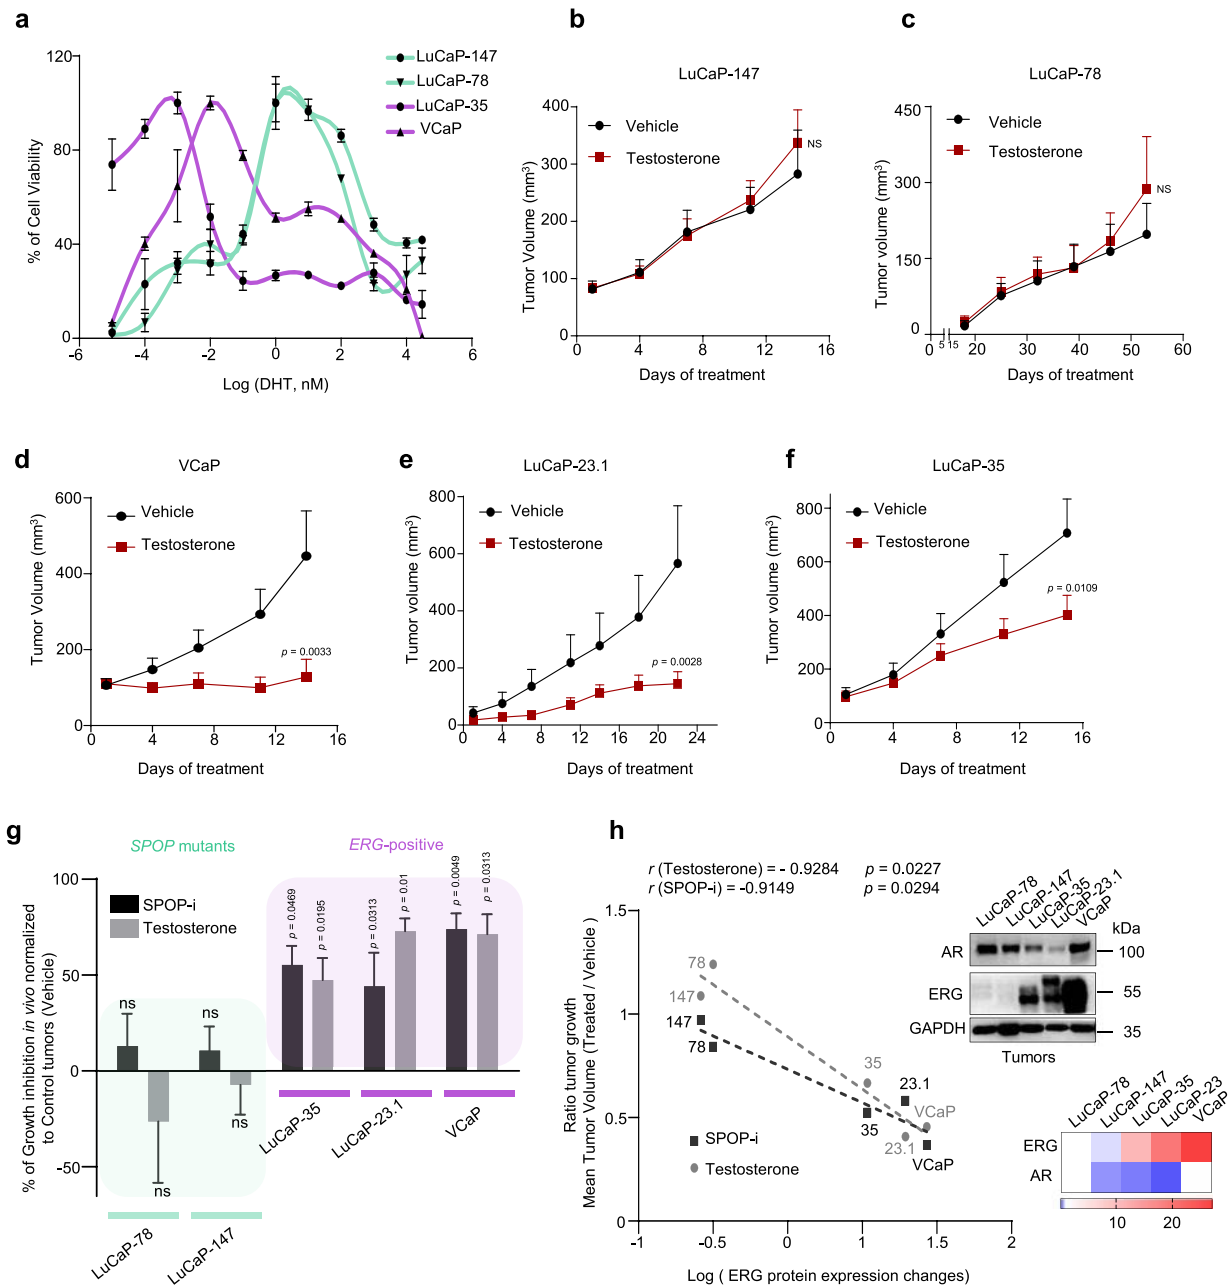 a
120
80
40
0
-6
-4
-2
0
2
4
6
% of Cell Viability
Log (DHT, nM)
LuCaP-147
LuCaP-78
LuCaP-35
VCaP
b
LuCaP-147
400
300
200
100
0
0
4
8
12
16
Tumor Volume (mm³)
Days of treatment
Vehicle
Testosterone
NS
c
LuCaP-78
450
300
150
0
0
5
15
20
30
40
50
60
Tumor Volume (mm³)
Days of treatment
Vehicle
Testosterone
NS
d
VCaP
600
400
200
0
0
4
8
12
16
Tumor Volume (mm³)
Days of treatment
Vehicle
Testosterone
p = 0.0033
e
LuCaP-23.1
800
600
400
200
0
0
4
8
12
16
20
24
Tumor volume (mm³)
Days of treatment
Vehicle
Testosterone
p = 0.0028
f
LuCaP-35
800
600
400
200
0
0
4
8
12
16
Tumor volume (mm³)
Days of treatment
Vehicle
Testosterone
p = 0.0109
g
SPOP mutants
ERG-positive
100
50
0
-50
% of Growth inhibition in vivo normalized
to Control tumors (Vehicle)
SPOP-i
Testosterone
ns
ns
ns
ns
p = 0.0469
p = 0.0195
p = 0.0313
p = 0.01
p = 0.0049
p = 0.0313
LuCaP-78
LuCaP-147
LuCaP-35
LuCaP-23.1
VCaP
h
r (Testosterone) = - 0.9284 p = 0.0227
r (SPOP-i) = -0.9149 p = 0.0294
1.5
1
0.5
0
-1
-0.5
0
0.5
1
1.5
2
Ratio tumor growth
Mean Tumor Volume (Treated / Vehicle )
Log ( ERG protein expression changes)
78
147
147
78
35
35
23.1
23.1
VCaP
VCaP
SPOP-i
Testosterone
LuCaP-78
LuCaP-147
LuCaP-35
LuCaP-23.1
VCaP
kDa
AR
100
ERG
55
GAPDH
35
Tumors
LuCaP-78
LuCaP-147
LuCaP-35
LuCaP-23
VCaP
ERG
AR
10
20